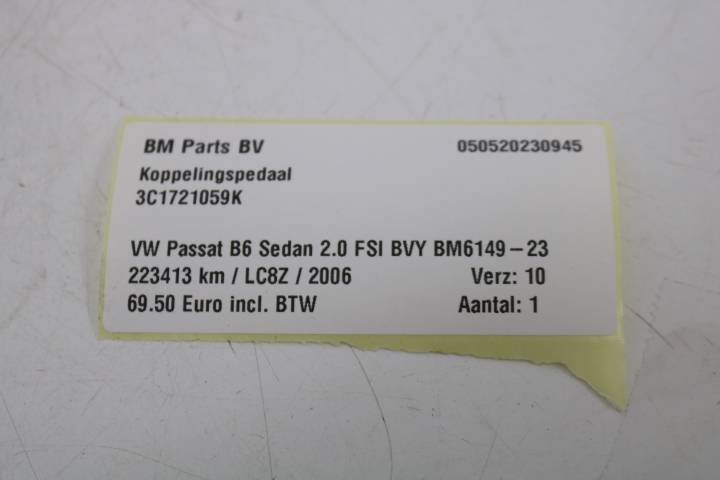 BM Parts BV 050520230945
Koppelingspedaal
3C1721059K
VW Passat B6 Sedan 2.0 FSI BVY BM6149-23
223413 km / LC8Z / 2006 Verz: 10
69.50 Euro incl. BTW Aantal: 1